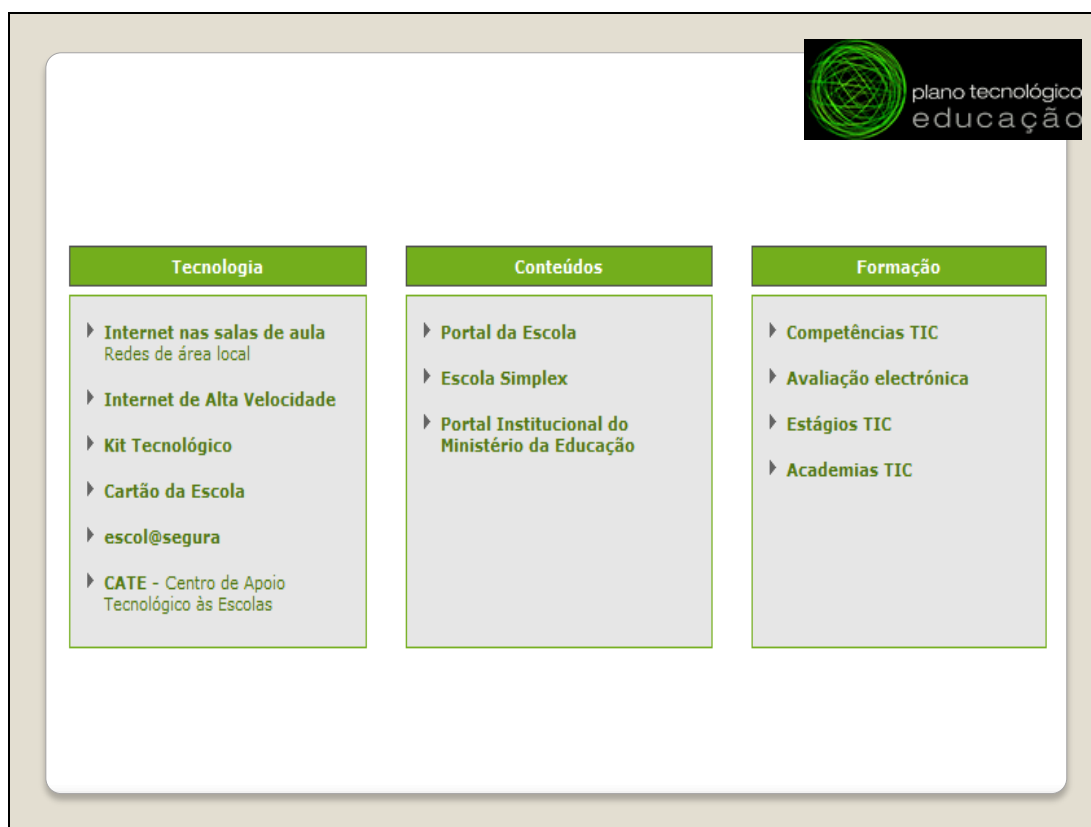 plano tecnológico
educação
Tecnologia
Internet nas salas de aula
Redes de área local
Internet de Alta Velocidade
Kit Tecnológico
Cartão da Escola
escol@segura
CATE - Centro de Apoio
Tecnológico às Escolas
Conteúdos
Portal da Escola
Escola Simplex
Portal Institucional do
Ministério da Educação
Formação
Competências TIC
Avaliação electrónica
Estágios TIC
Academias TIC